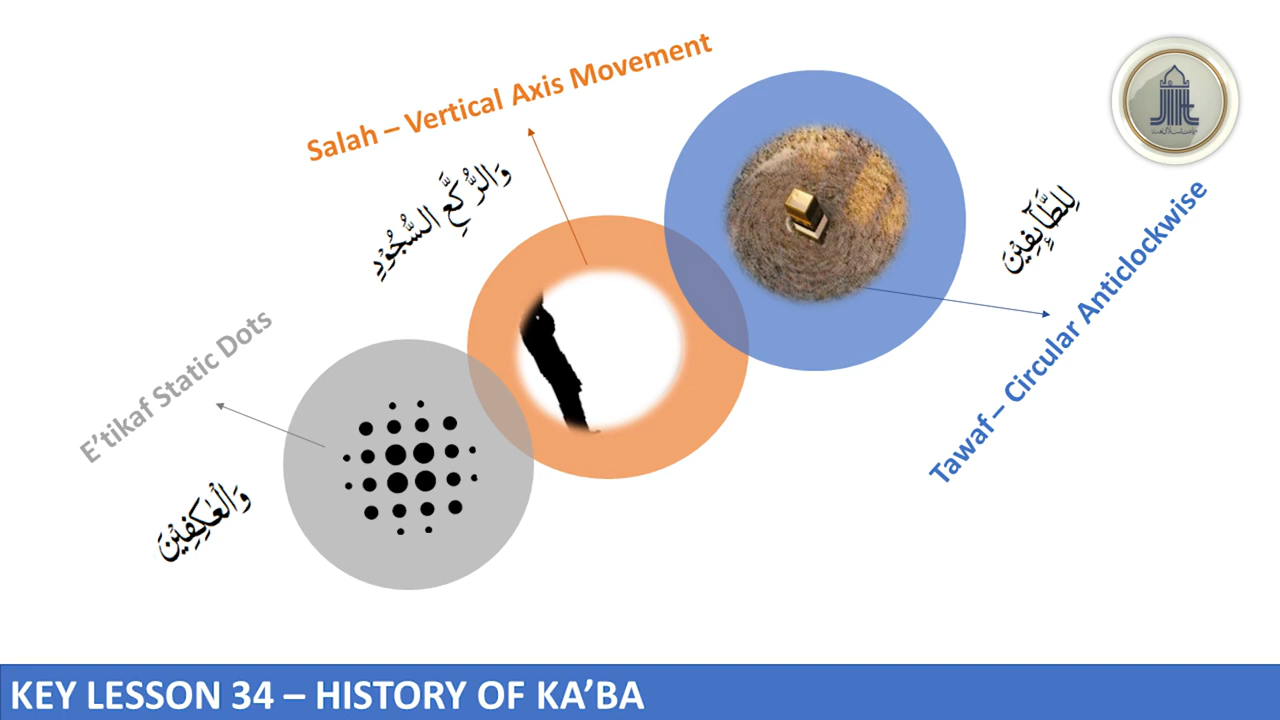 Salah – Vertical Axis Movement
وَالرُّكَّعِ السُّجُوْدِ
لِلطَّآئِفِيْنَ
Tawaf – Circular Anticlockwise
E’tikaf Static Dots
وَالْعٰكِفِيْنَ
KEY LESSON 34 – HISTORY OF KA’BA